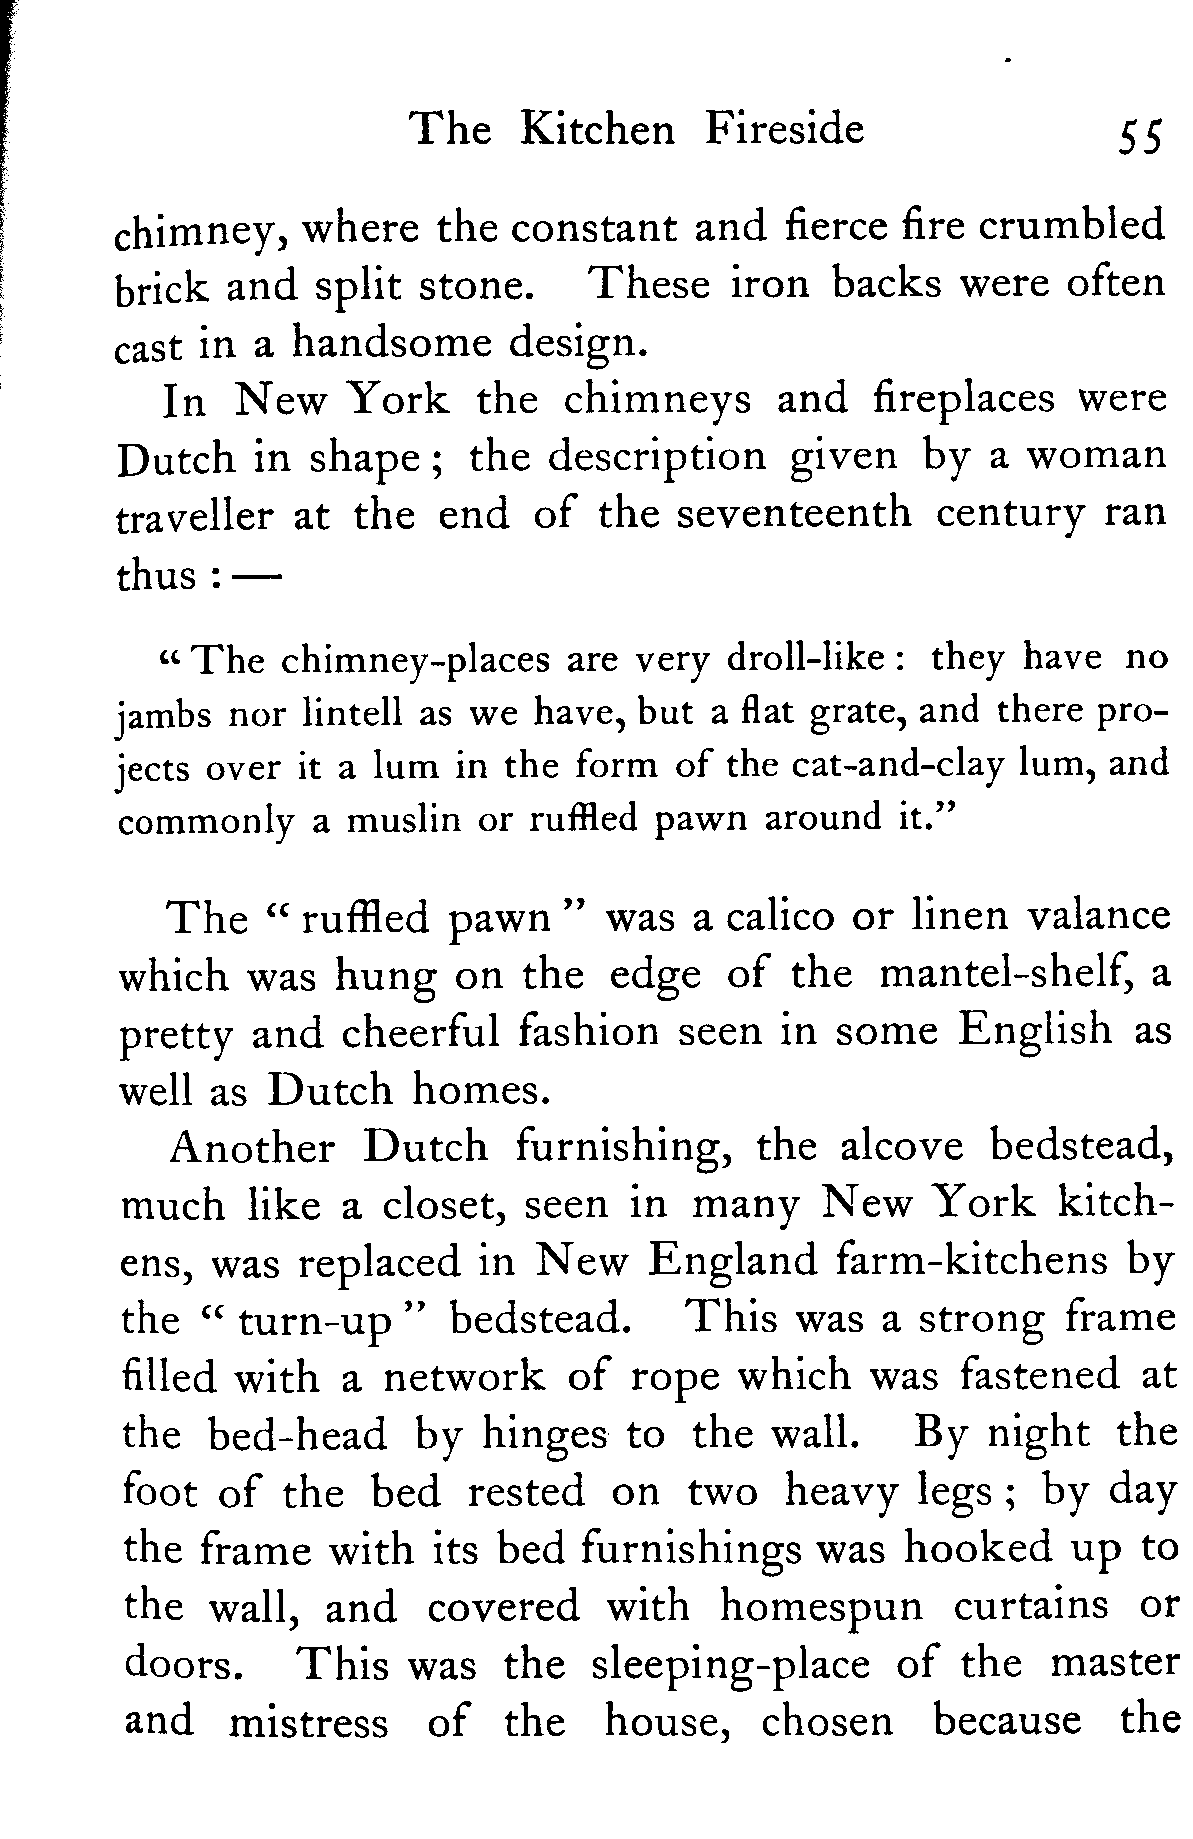 The Kitchen Fireside 55
chimney, where the constant and fierce fire crumbled
brick and split stone. These iron backs were often
cast in a handsome design.
In New York the chimneys and fireplaces were
Dutch in shape ; the description given by a woman
traveller at the end of the seventeenth century ran
thus : —
“ The chimney-places are very droll-like : they have no
jambs nor lintell as we have, but a flat grate, and there pro-
jects over it a lum in the form of the cat-and-clay lum, and
commonly a muslin or ruffled pawn around it.”
The “ ruffled pawn ” was a calico or linen valance
which was hung on the edge of the mantel-shelf, a
pretty and cheerful fashion seen in some English as
well as Dutch homes.
Another Dutch furnishing, the alcove bedstead,
much like a closet, seen in many New York kitch-
ens, was replaced in New England farm-kitchens by
the “ turn-up ” bedstead. This was a strong frame
filled with a network of rope which was fastened at
the bed-head by hinges to the wall. By night the
foot of the bed rested on two heavy legs ; by day
the frame with its bed furnishings was hooked up to
the wall, and covered with homespun curtains or
doors. This was the sleeping-place of the master
and mistress of the house, chosen because the